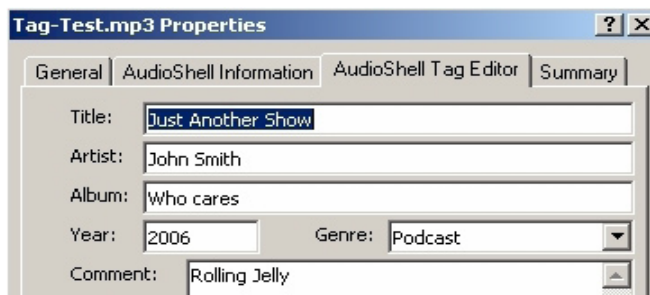 Tag-Test.mp3 Properties
General AudioShell Information AudioShell Tag Editor Summary
Title: Just Another Show
Artist: John Smith
Album: Who cares
Year: 2006 Genre: Podcast
Comment: Rolling Jelly